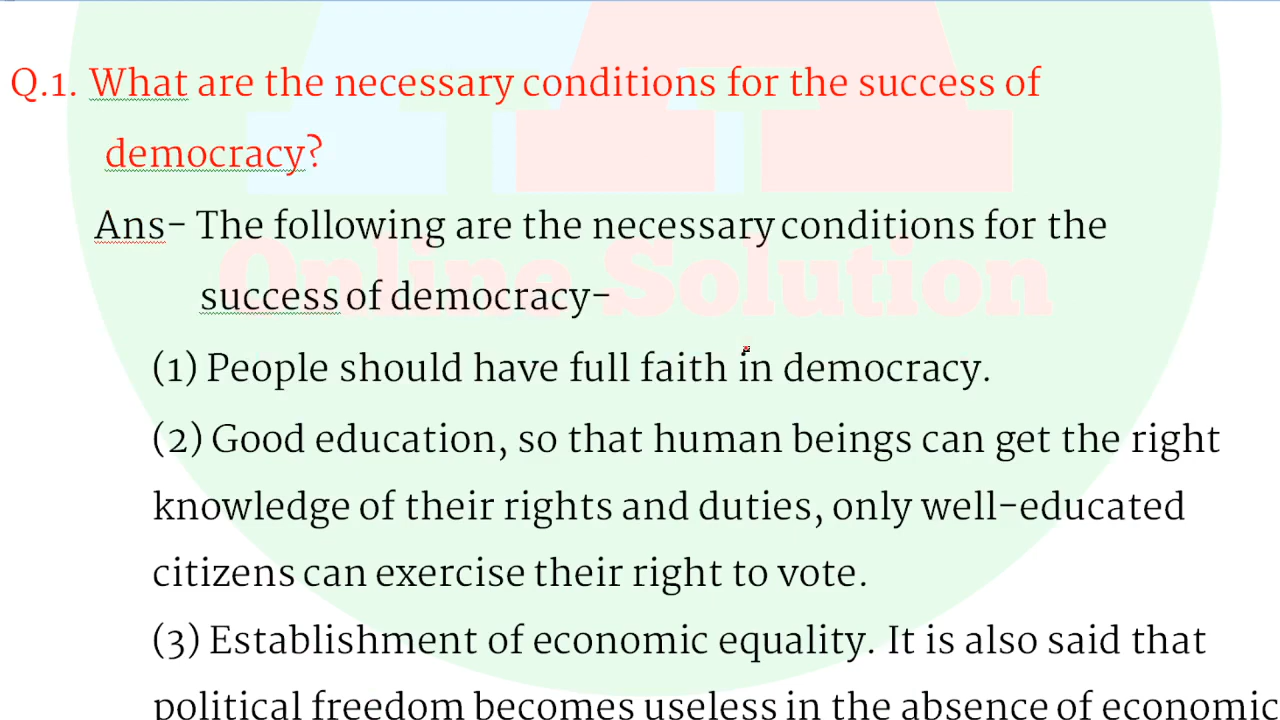 Q.1. What are the necessary conditions for the success of
democracy?
Ans- The following are the necessary conditions for the
Online Solution
success of democracy-
(1) People should have full faith in democracy.
(2) Good education, so that human beings can get the right
knowledge of their rights and duties, only well-educated
citizens can exercise their right to vote.
(3) Establishment of economic equality. It is also said that
political freedom becomes useless in the absence of economic